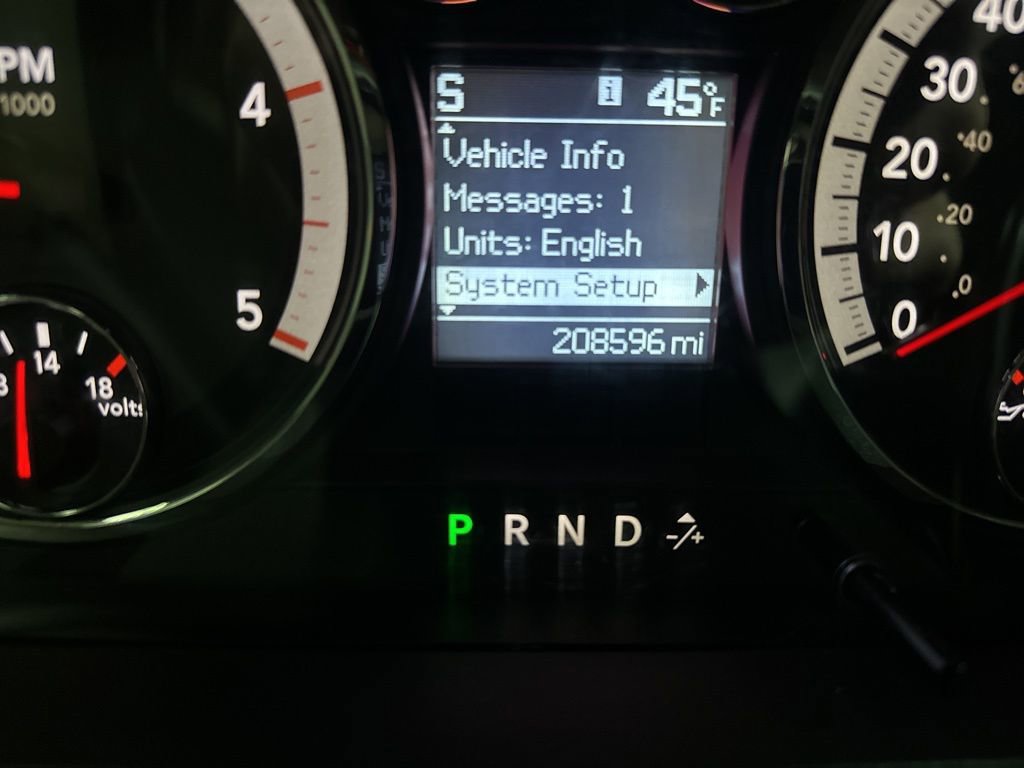 PM
1000
4
5
14
18
volts
S i 45°F
Vehicle Info
Messages: 1
Units: English
System Setup
208596 mi
P R N D -/+
40
30
20
10
0
40
20
0